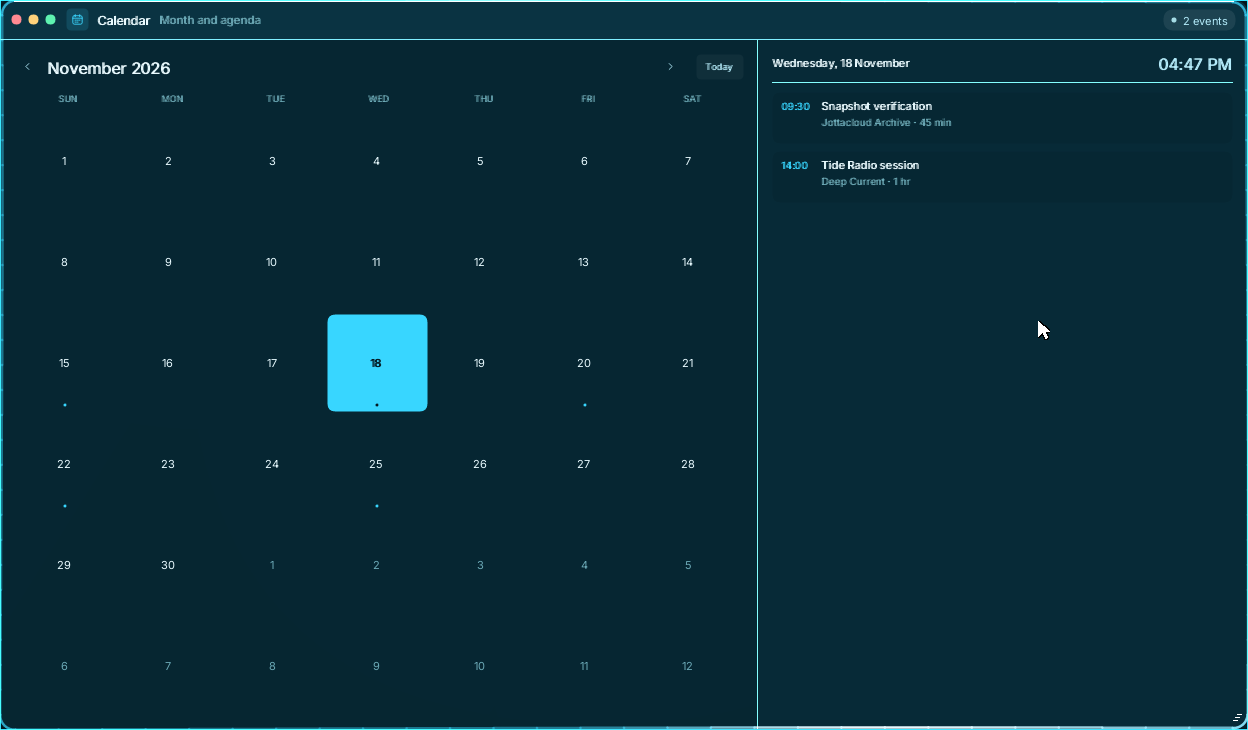 Calendar Month and agenda
2 events
November 2026
Today
SUN MON TUE WED THU FRI SAT
1 2 3 4 5 6 7
8 9 10 11 12 13 14
15 16 17 18 19 20 21
22 23 24 25 26 27 28
29 30 1 2 3 4 5
6 7 8 9 10 11 12
Wednesday, 18 November 04:47 PM
09:30 Snapshot verification
Jottacloud Archive · 45 min
14:00 Tide Radio session
Deep Current · 1 hr